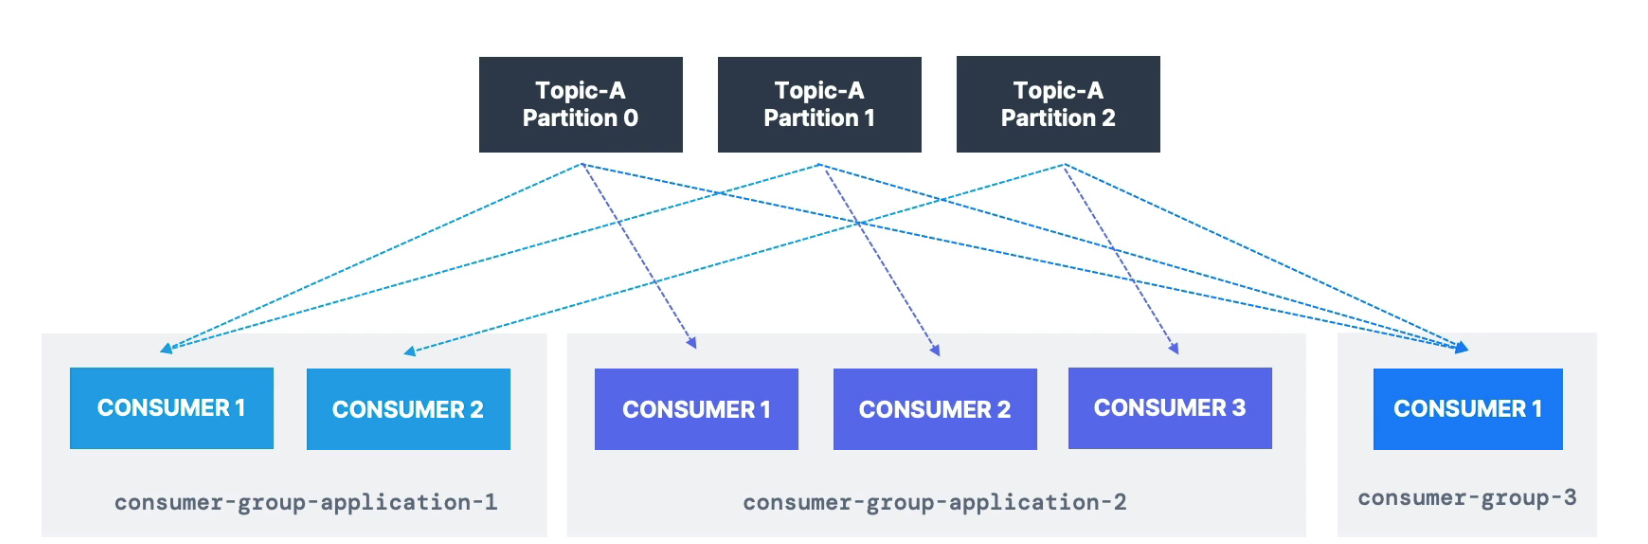 Topic-A
Partition 0
Topic-A
Partition 1
Topic-A
Partition 2
CONSUMER 1
CONSUMER 2
CONSUMER 1
CONSUMER 2
CONSUMER 3
CONSUMER 1
consumer-group-application-1
consumer-group-application-2
consumer-group-3